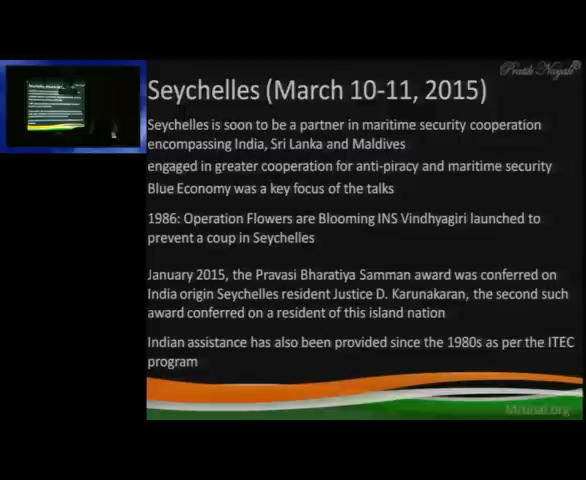 Pratik Nayak
Seychelles (March 10-11, 2015)
Seychelles is soon to be a partner in maritime security cooperation
encompassing India, Sri Lanka and Maldives
engaged in greater cooperation for anti-piracy and maritime security
Blue Economy was a key focus of the talks
1986: Operation Flowers are Blooming INS Vindhyagiri launched to
prevent a coup in Seychelles
January 2015, the Pravasi Bharatiya Samman award was conferred on
India origin Seychelles resident Justice D. Karunakaran, the second such
award conferred on a resident of this island nation
Indian assistance has also been provided since the 1980s as per the ITEC
program
Mrunal.org